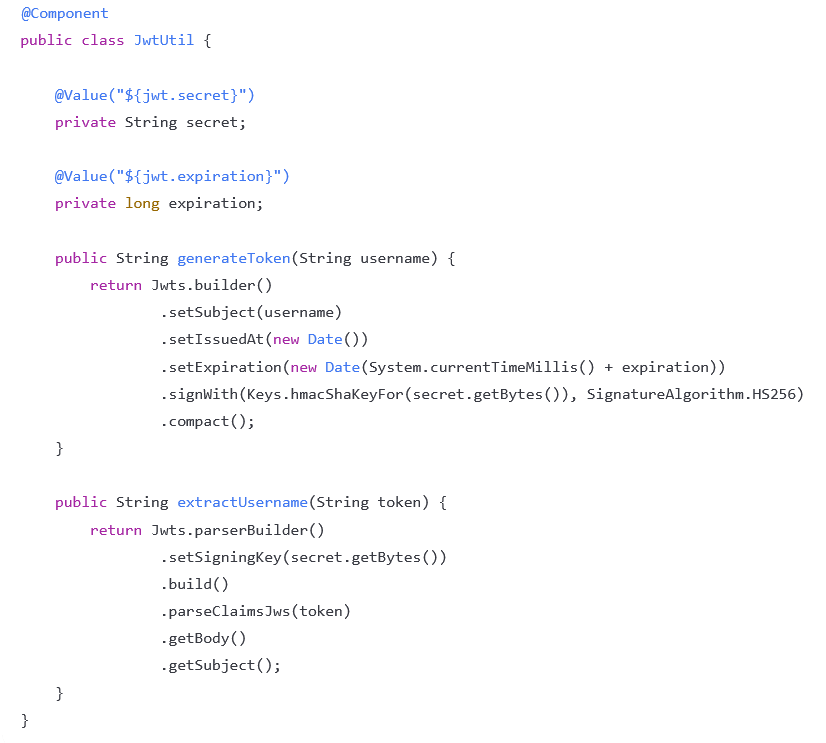 @Component
public class JwtUtil {
    @Value("${jwt.secret}")
    private String secret;
    @Value("${jwt.expiration}")
    private long expiration;
    public String generateToken(String username) {
        return Jwts.builder()
                .setSubject(username)
                .setIssuedAt(new Date())
                .setExpiration(new Date(System.currentTimeMillis() + expiration))
                .signWith(Keys.hmacShaKeyFor(secret.getBytes()), SignatureAlgorithm.HS256)
                .compact();
    }
    public String extractUsername(String token) {
        return Jwts.parserBuilder()
                .setSigningKey(secret.getBytes())
                .build()
                .parseClaimsJws(token)
                .getBody()
                .getSubject();
    }
}